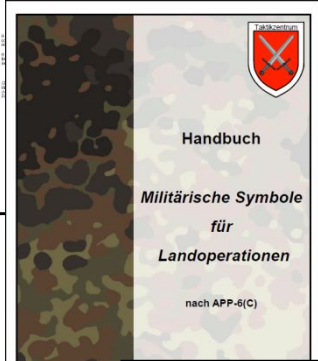 Taktikzentrum
Handbuch
Militärische Symbole
für
Landoperationen
nach APP-6(C)